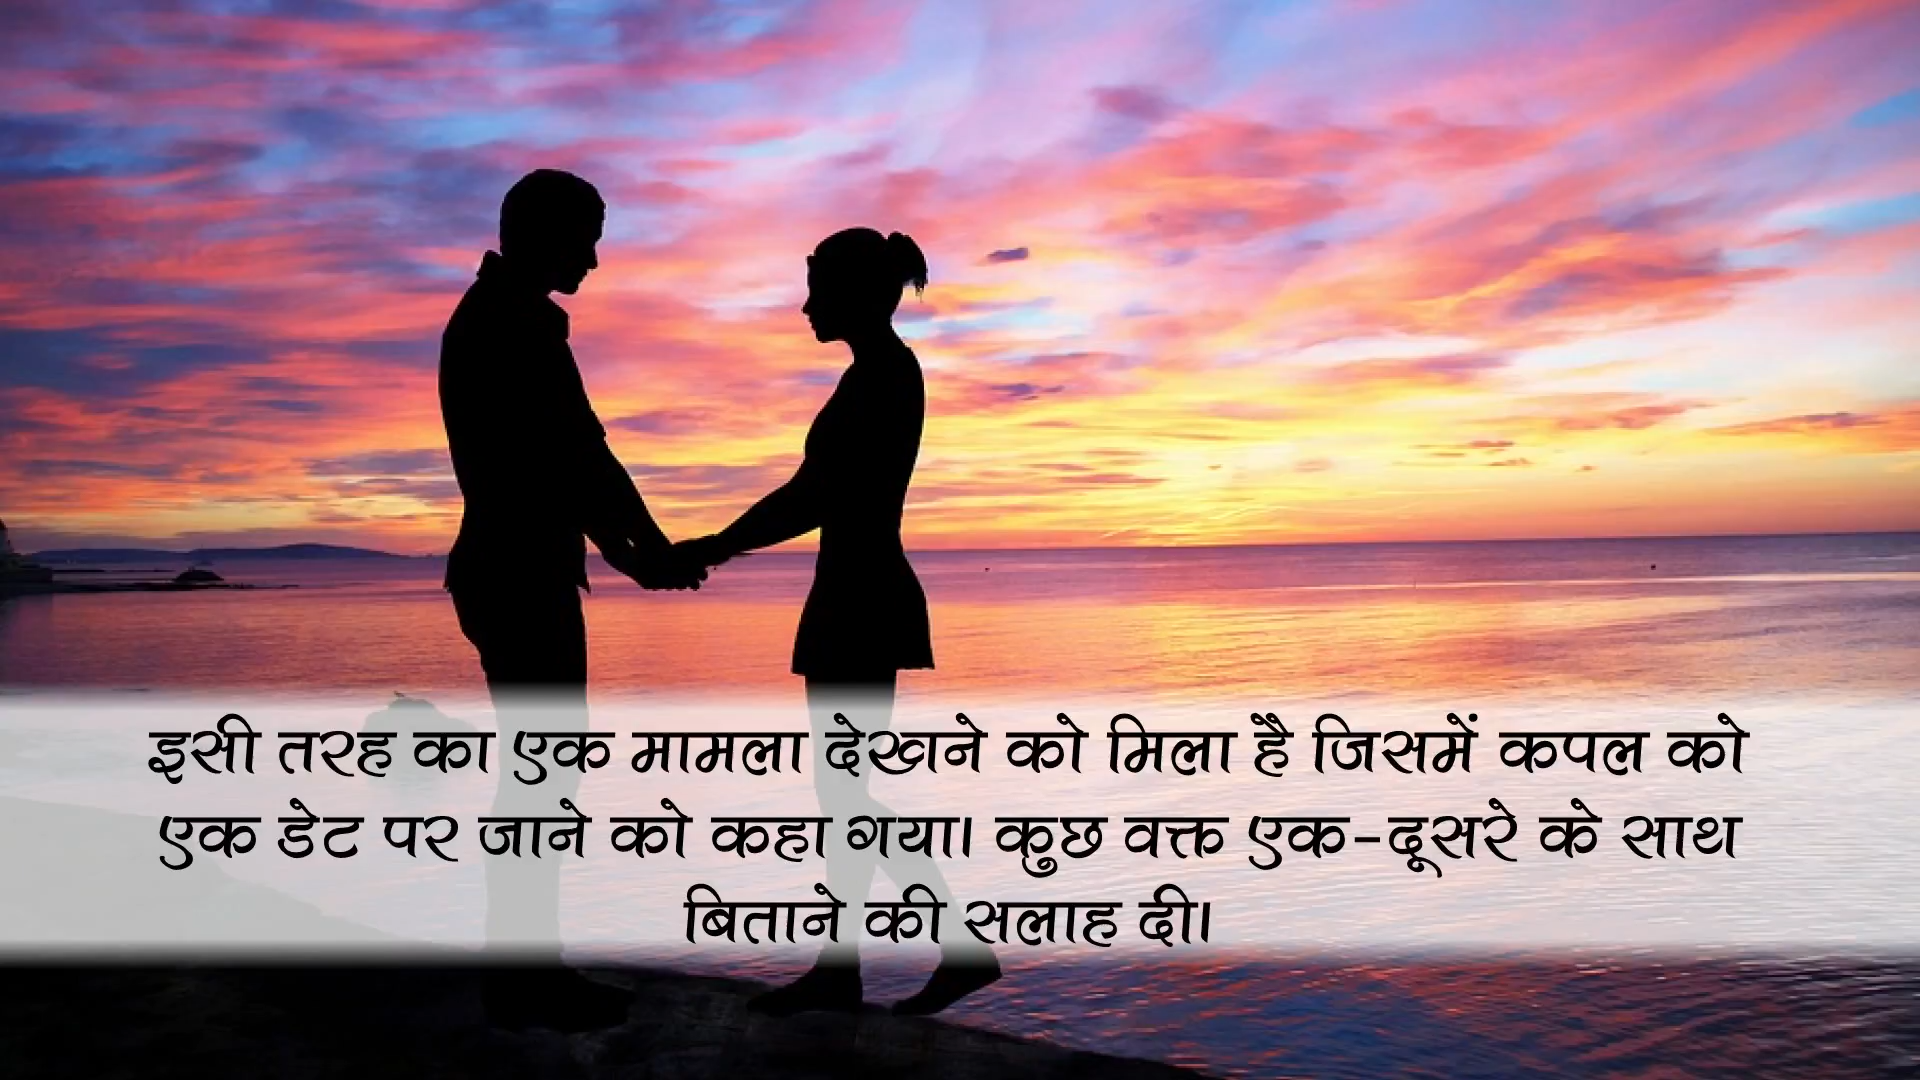 इसी तरह का एक मामला देखने को मिला है जिसमें कपल को
एक डेट पर जाने को कहा गया। कुछ वक्त एक-दूसरे के साथ
बिताने की सलाह दी।